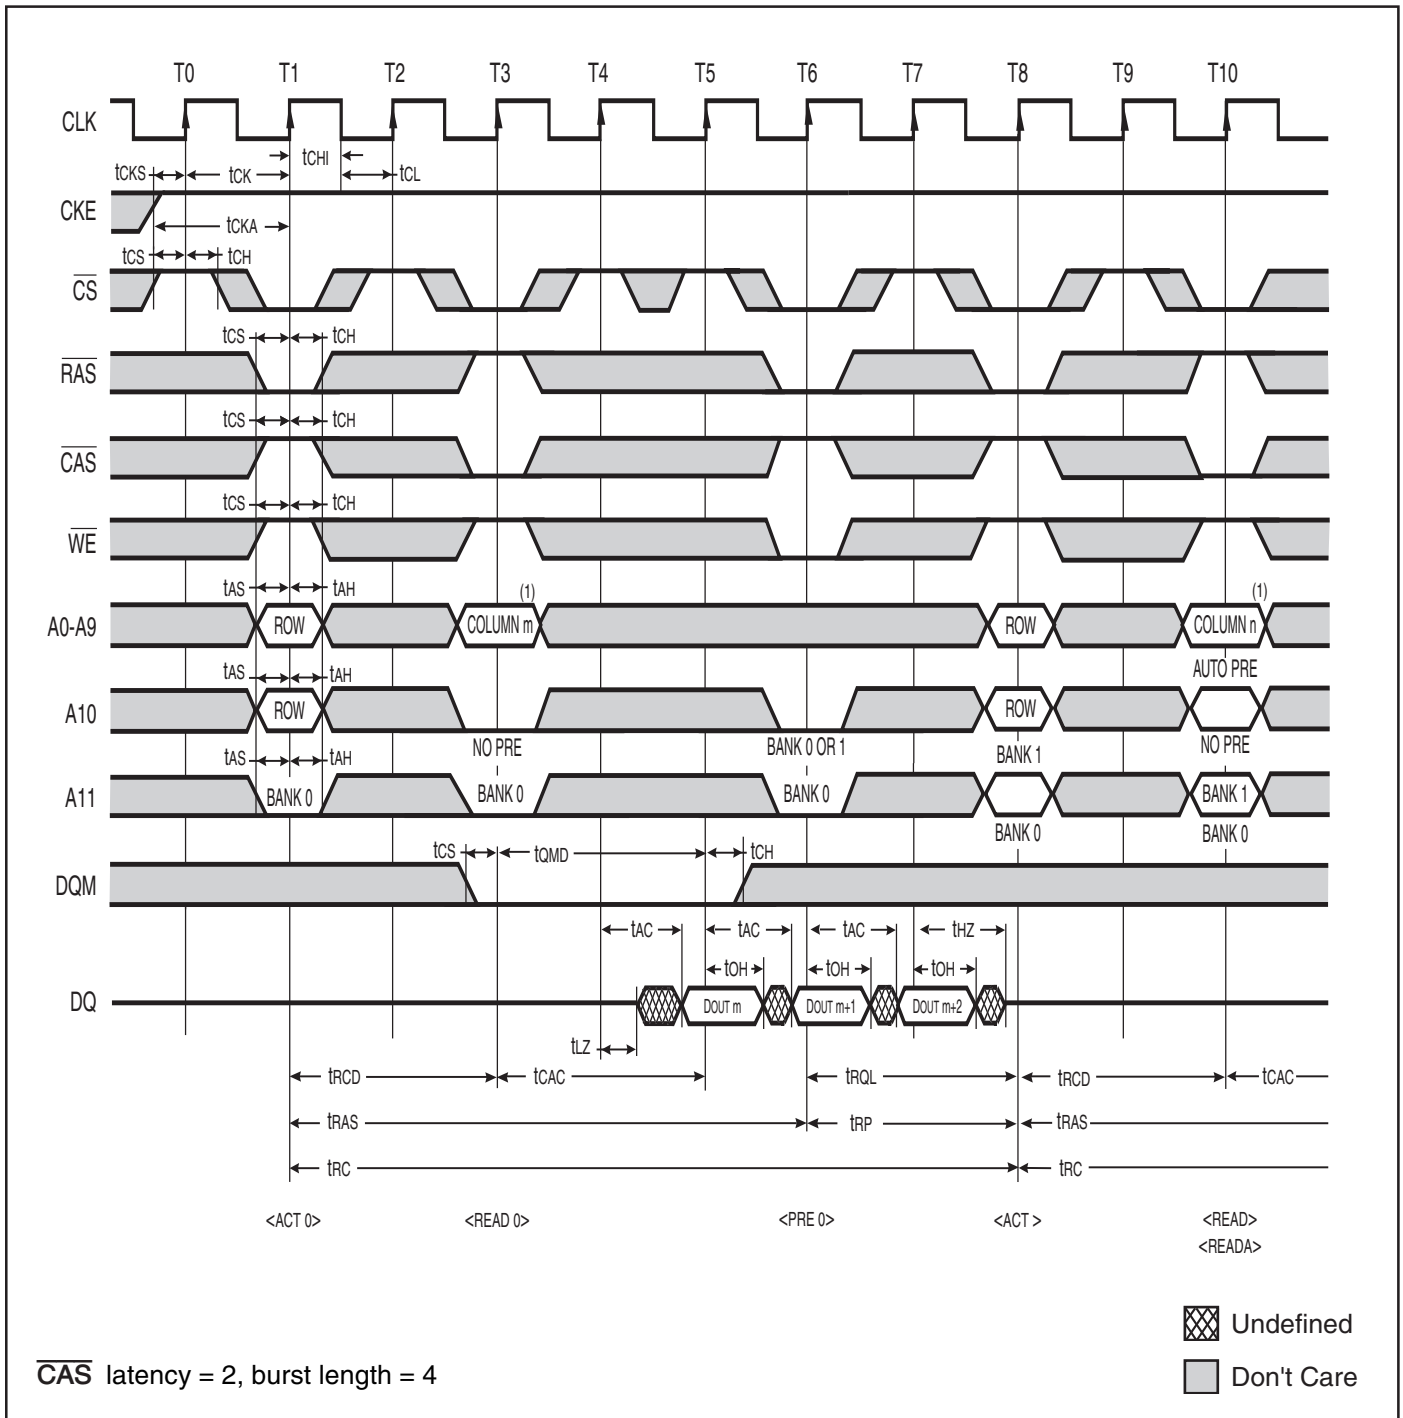 T0 T1 T2 T3 T4 T5 T6 T7 T8 T9 T10
CLK
tCHI
tCKS tCK tCL
CKE
tCKA
tCS tCH
CS
tCS tCH
RAS
tCS tCH
CAS
tCS tCH
WE
tAS tAH (1) (1)
A0-A9 ROW COLUMN m ROW COLUMN n
tAS tAH AUTO PRE
A10 ROW ROW
NO PRE BANK 0 OR 1 BANK 1 NO PRE
tAS tAH
A11 BANK 0 BANK 0 BANK 0 BANK 1
BANK 0 BANK 0
tCS tQMD tCH
DQM
tAC tAC tAC tHZ
tOH tOH tOH
DQ DOUT m DOUT m+1 DOUT m+2
tLZ
tRCD tCAC tRQL tRCD tCAC
tRAS tRP tRAS
tRC tRC
<ACT 0> <READ 0> <PRE 0> <ACT > <READ>
<READA>
Undefined
CAS latency = 2, burst length = 4
Don't Care